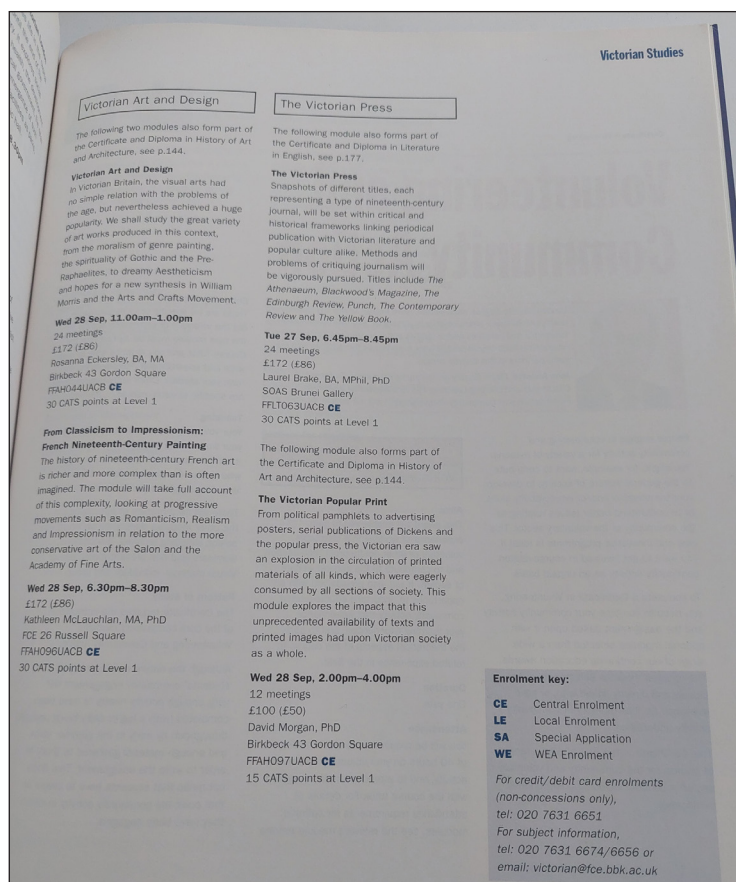 Victorian Studies
Victorian Art and Design
The following two modules also form part of
the Certificate and Diploma in History of Art
and Architecture, see p.144.
Victorian Art and Design
In Victorian Britain, the visual arts had
no simple relation with the problems of
the age, but nevertheless achieved a huge
popularity. We shall study the great variety
of art works produced in this context,
from the moralism of genre painting,
the spirituality of Gothic and the Pre-
Raphaelites, to dreamy Aestheticism
and hopes for a new synthesis in William
Morris and the Arts and Crafts Movement.
Wed 28 Sep, 11.00am–1.00pm
24 meetings
£172 (£86)
Rosanna Eckersley, BA, MA
Birkbeck 43 Gordon Square
FFAH044UACB CE
30 CATS points at Level 1
From Classicism to Impressionism:
French Nineteenth-Century Painting
The history of nineteenth-century French art
is richer and more complex than is often
imagined. The module will take full account
of this complexity, looking at progressive
movements such as Romanticism, Realism
and Impressionism in relation to the more
conservative art of the Salon and the
Academy of Fine Arts.
Wed 28 Sep, 6.30pm–8.30pm
£172 (£86)
Kathleen McLauchlan, MA, PhD
FCE 26 Russell Square
FFAH096UACB CE
30 CATS points at Level 1
The Victorian Press
The following module also forms part of
the Certificate and Diploma in Literature
in English, see p.177.
The Victorian Press
Snapshots of different titles, each
representing a type of nineteenth-century
journal, will be set within critical and
historical frameworks linking periodical
publication with Victorian literature and
popular culture alike. Methods and
problems of critiquing journalism will
be vigorously pursued. Titles include The
Athenaeum, Blackwood's Magazine, The
Edinburgh Review, Punch, The Contemporary
Review and The Yellow Book.
Tue 27 Sep, 6.45pm–8.45pm
24 meetings
£172 (£86)
Laurel Brake, BA, MPhil, PhD
SOAS Brunei Gallery
FFLT063UACB CE
30 CATS points at Level 1
The following module also forms part of
the Certificate and Diploma in History of
Art and Architecture, see p.144.
The Victorian Popular Print
From political pamphlets to advertising
posters, serial publications of Dickens and
the popular press, the Victorian era saw
an explosion in the circulation of printed
materials of all kinds, which were eagerly
consumed by all sections of society. This
module explores the impact that this
unprecedented availability of texts and
printed images had upon Victorian society
as a whole.
Wed 28 Sep, 2.00pm–4.00pm
12 meetings
£100 (£50)
David Morgan, PhD
Birkbeck 43 Gordon Square
FFAH097UACB CE
15 CATS points at Level 1
Enrolment key:
CE Central Enrolment
LE Local Enrolment
SA Special Application
WE WEA Enrolment
For credit/debit card enrolments
(non-concessions only),
tel: 020 7631 6651
For subject information,
tel: 020 7631 6674/6656 or
email: victorian@fce.bbk.ac.uk